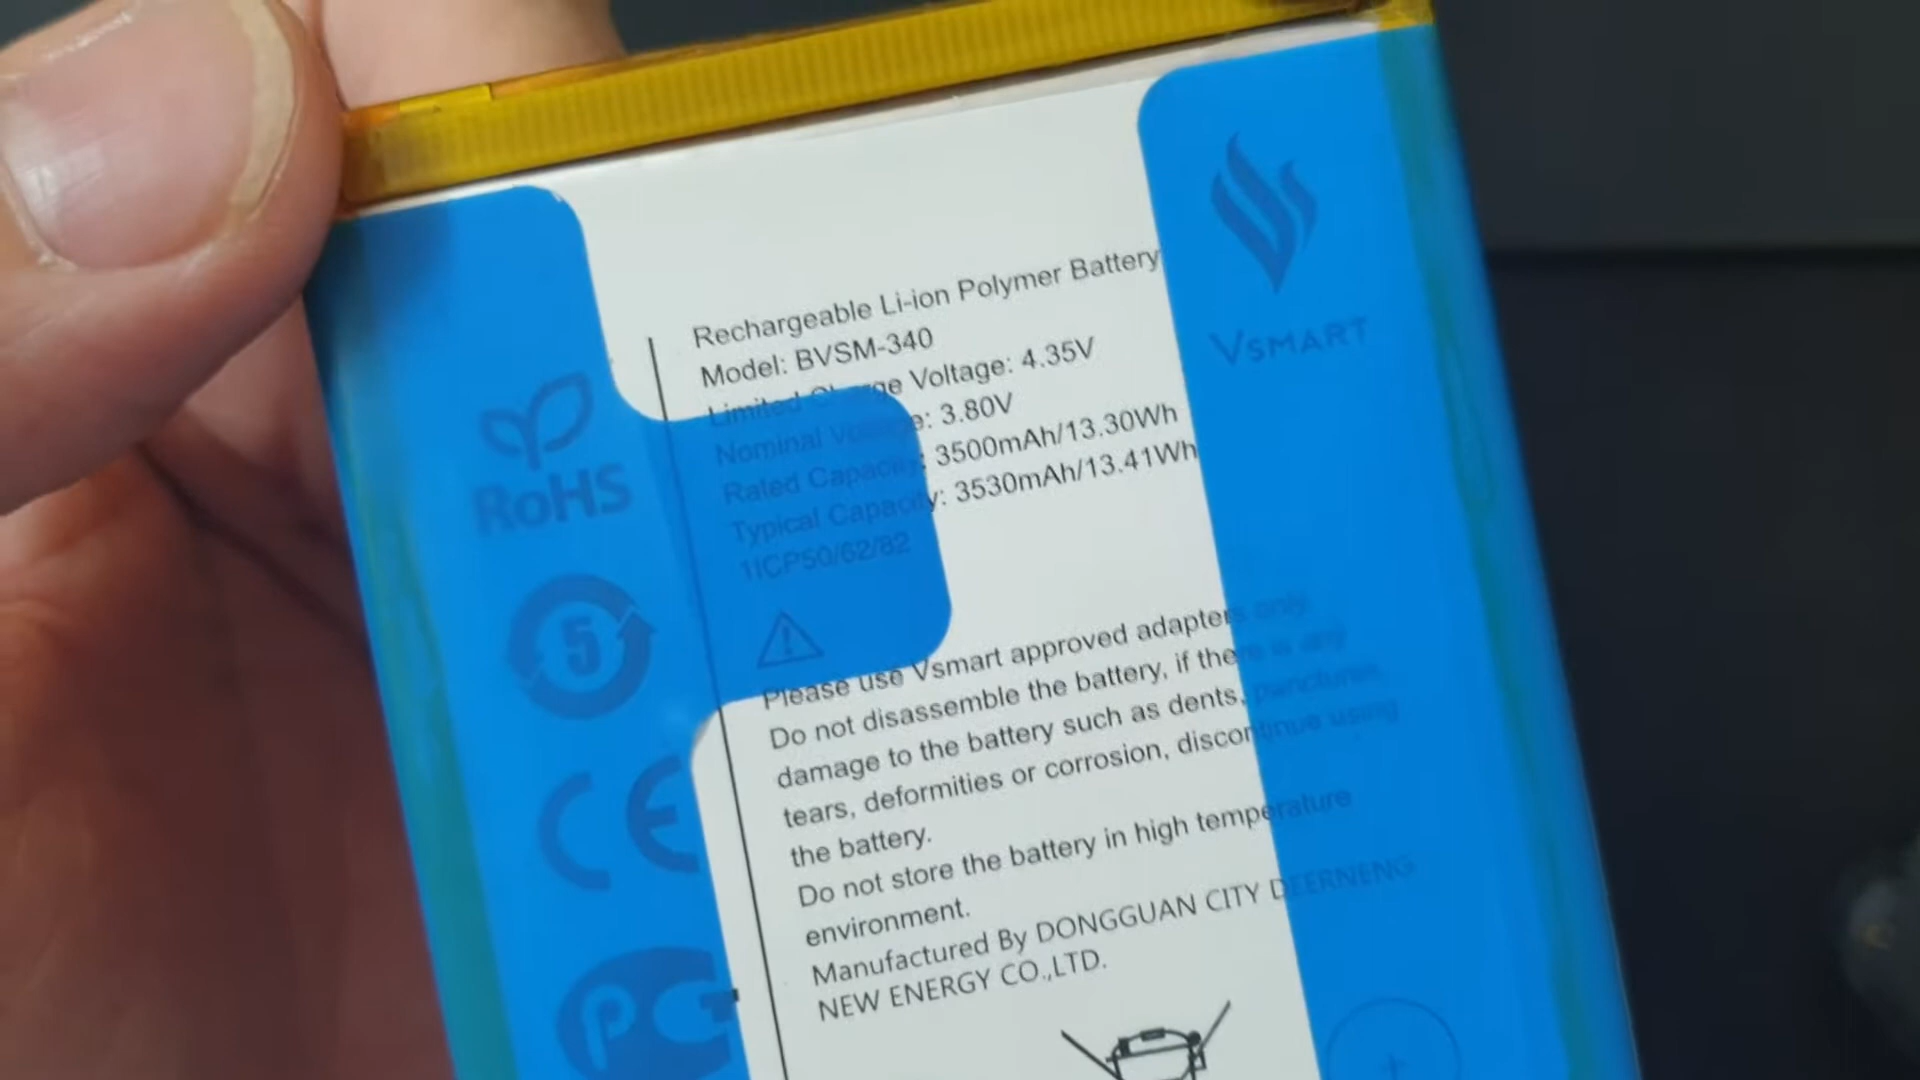 VSMART
Rechargeable Li-ion Polymer Battery
Model: BVSM-340
Limited Charge Voltage: 4.35V
Nominal Voltage: 3.80V
Rated Capacity: 3500mAh/13.30Wh
Typical Capacity: 3530mAh/13.41Wh
1ICP50/62/82
RoHS
5
CE
Please use Vsmart approved adapters only.
Do not disassemble the battery, if there is any
damage to the battery such as dents, punctures,
tears, deformities or corrosion, discontinue using
the battery.
Do not store the battery in high temperature
environment.
Manufactured By DONGGUAN CITY DEERNENG
NEW ENERGY CO.,LTD.